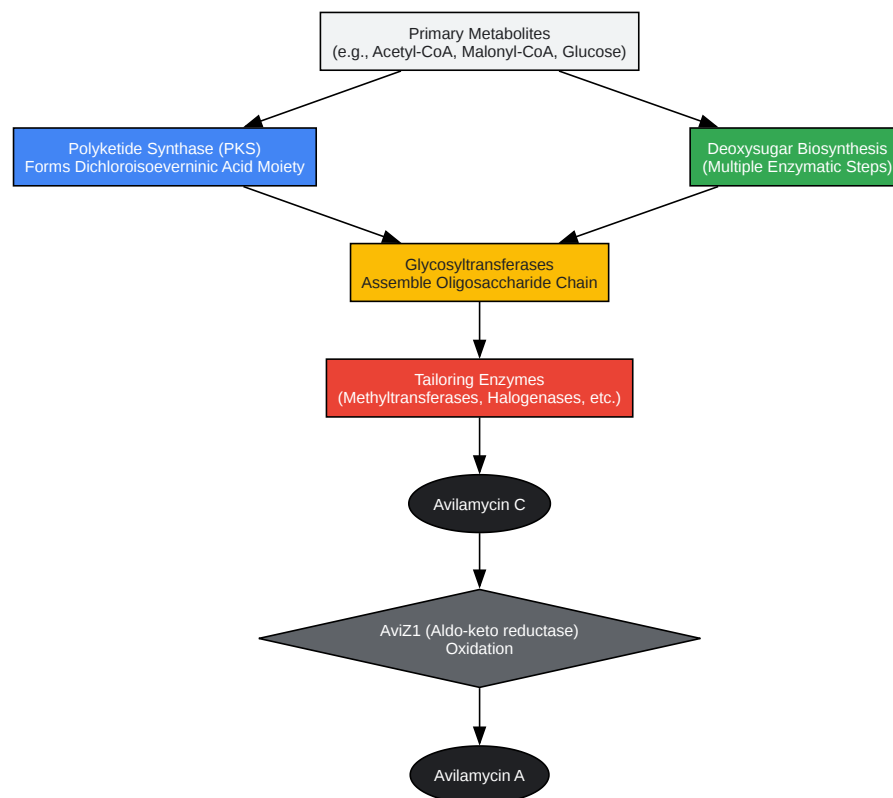 Primary Metabolites
(e.g., Acetyl-CoA, Malonyl-CoA, Glucose)
Polyketide Synthase (PKS)
Forms Dichloroisoeverninic Acid Moiety
Deoxysugar Biosynthesis
(Multiple Enzymatic Steps)
Glycosyltransferases
Assemble Oligosaccharide Chain
Tailoring Enzymes
(Methyltransferases, Halogenases, etc.)
Avilamycin C
AviZ1 (Aldo-keto reductase)
Oxidation
Avilamycin A